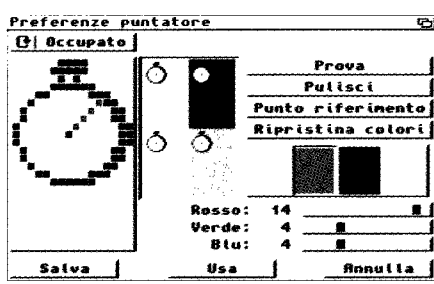 Preferenze puntatore
Occupato
Prova
Pulisci
Punto riferimento
Ripristina colori
Rosso: 14
Verde: 4
Blu: 4
Salva Usa Annulla